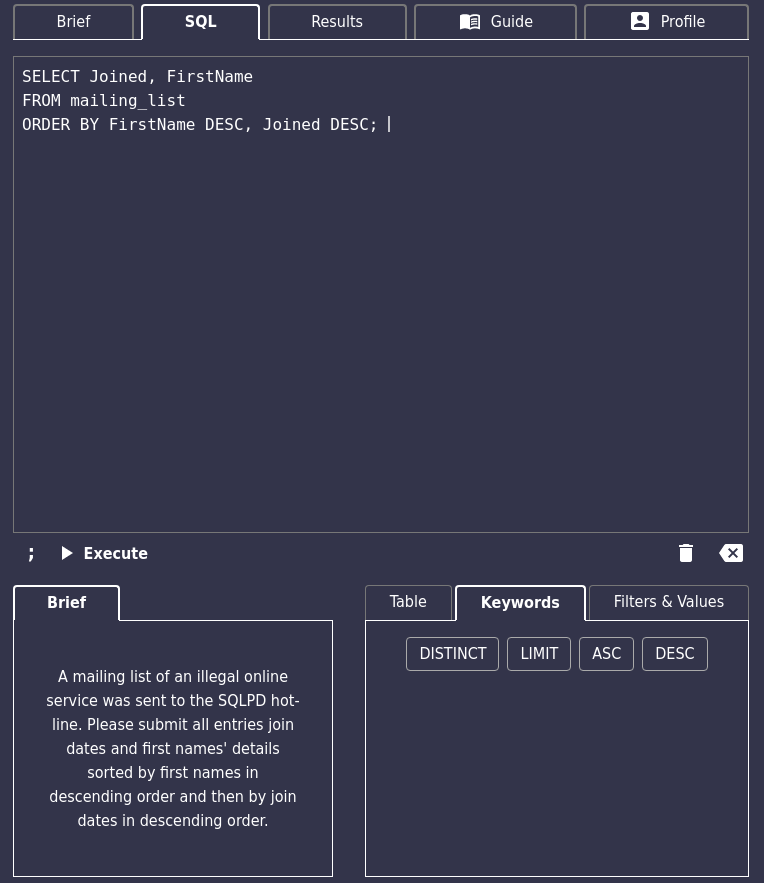 Brief SQL Results Guide Profile
SELECT Joined, FirstName
FROM mailing_list
ORDER BY FirstName DESC, Joined DESC;
; Execute
Brief
A mailing list of an illegal online
service was sent to the SQLPD hot-
line. Please submit all entries join
dates and first names' details
sorted by first names in
descending order and then by join
dates in descending order.
Table Keywords Filters & Values
DISTINCT LIMIT ASC DESC